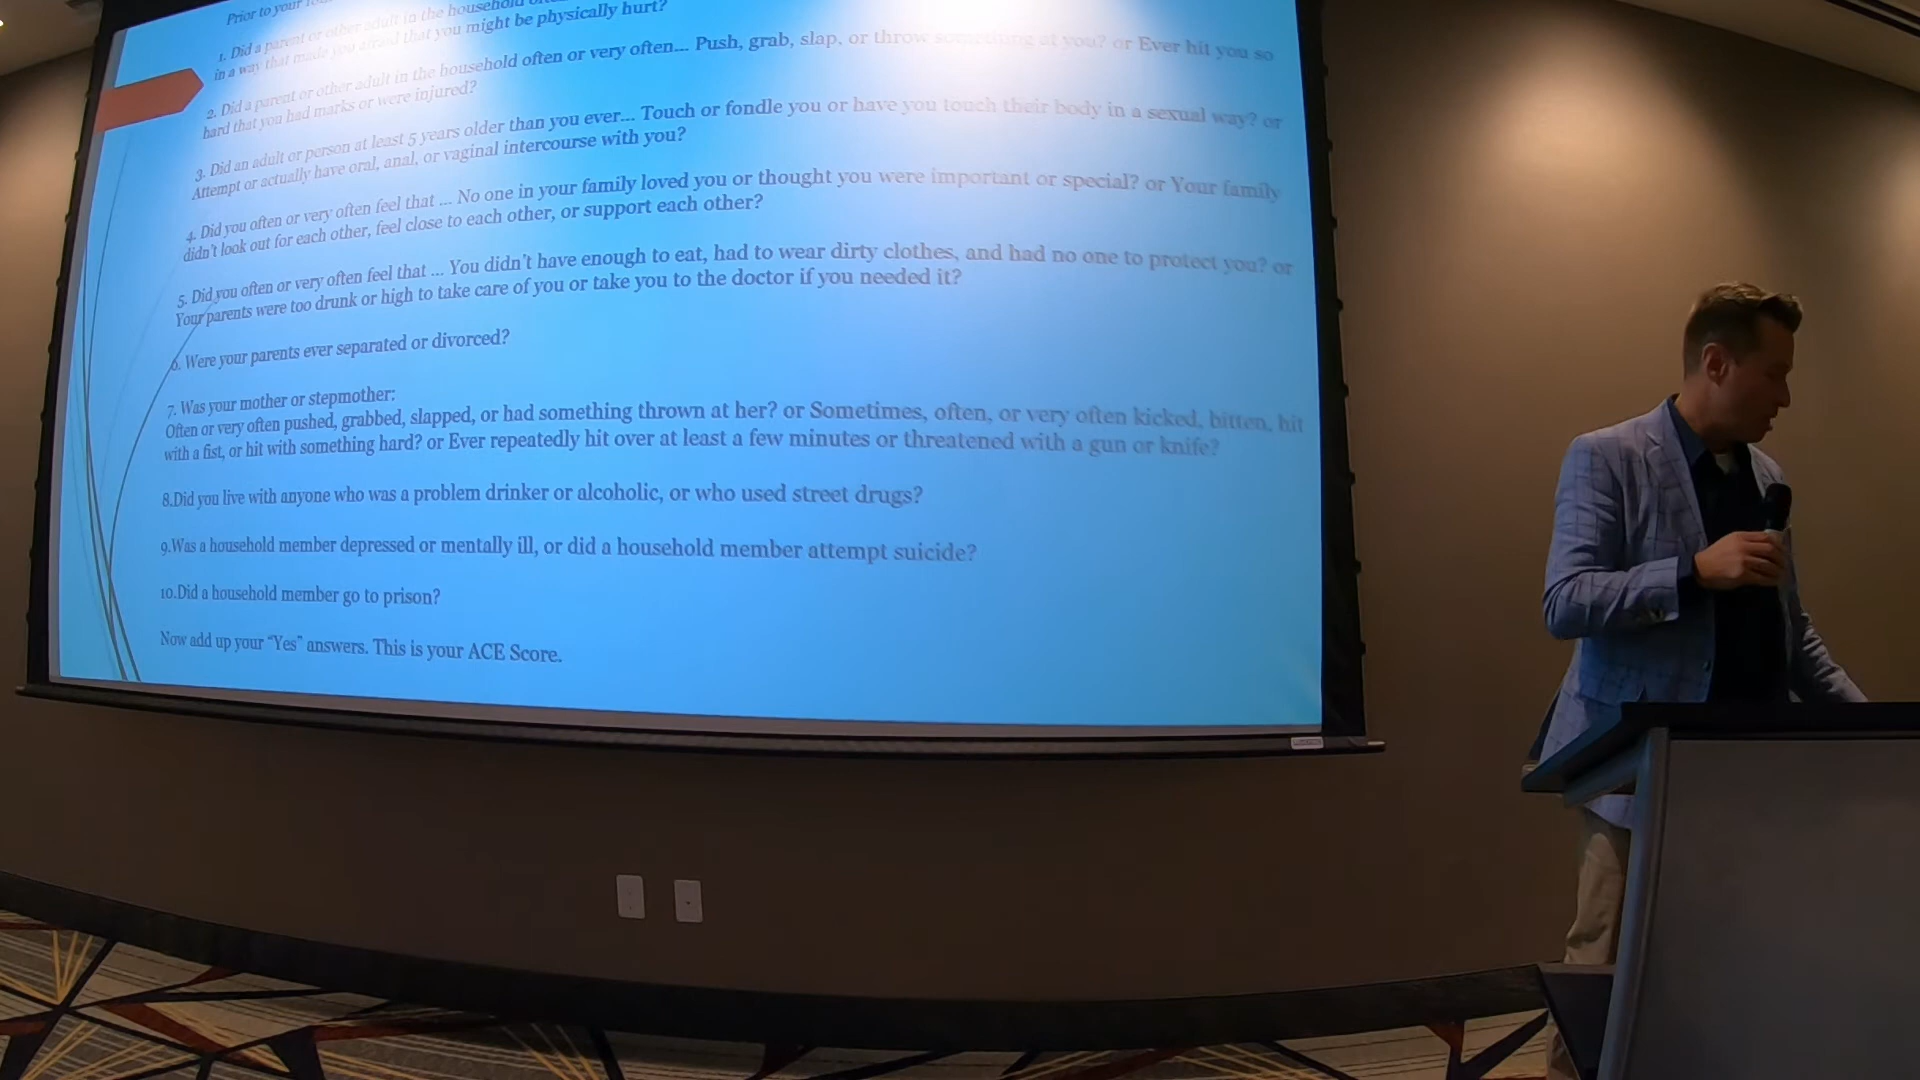 Prior to your
1. Did a parent or other adult in the household
in a way that made you afraid that you might be physically hurt?
2. Did a parent or other adult in the household often or very often... Push, grab, slap, or throw something at you? or Ever hit you so
hard that you had marks or were injured?
3. Did an adult or person at least 5 years older than you ever... Touch or fondle you or have you touch their body in a sexual way? or
Attempt or actually have oral, anal, or vaginal intercourse with you?
4. Did you often or very often feel that ... No one in your family loved you or thought you were important or special? or Your family
didn't look out for each other, feel close to each other, or support each other?
5. Did you often or very often feel that ... You didn't have enough to eat, had to wear dirty clothes, and had no one to protect you? or
Your parents were too drunk or high to take care of you or take you to the doctor if you needed it?
6. Were your parents ever separated or divorced?
7. Was your mother or stepmother:
Often or very often pushed, grabbed, slapped, or had something thrown at her? or Sometimes, often, or very often kicked, bitten, hit
with a fist, or hit with something hard? or Ever repeatedly hit over at least a few minutes or threatened with a gun or knife?
8.Did you live with anyone who was a problem drinker or alcoholic, or who used street drugs?
9.Was a household member depressed or mentally ill, or did a household member attempt suicide?
10.Did a household member go to prison?
Now add up your “Yes” answers. This is your ACE Score.